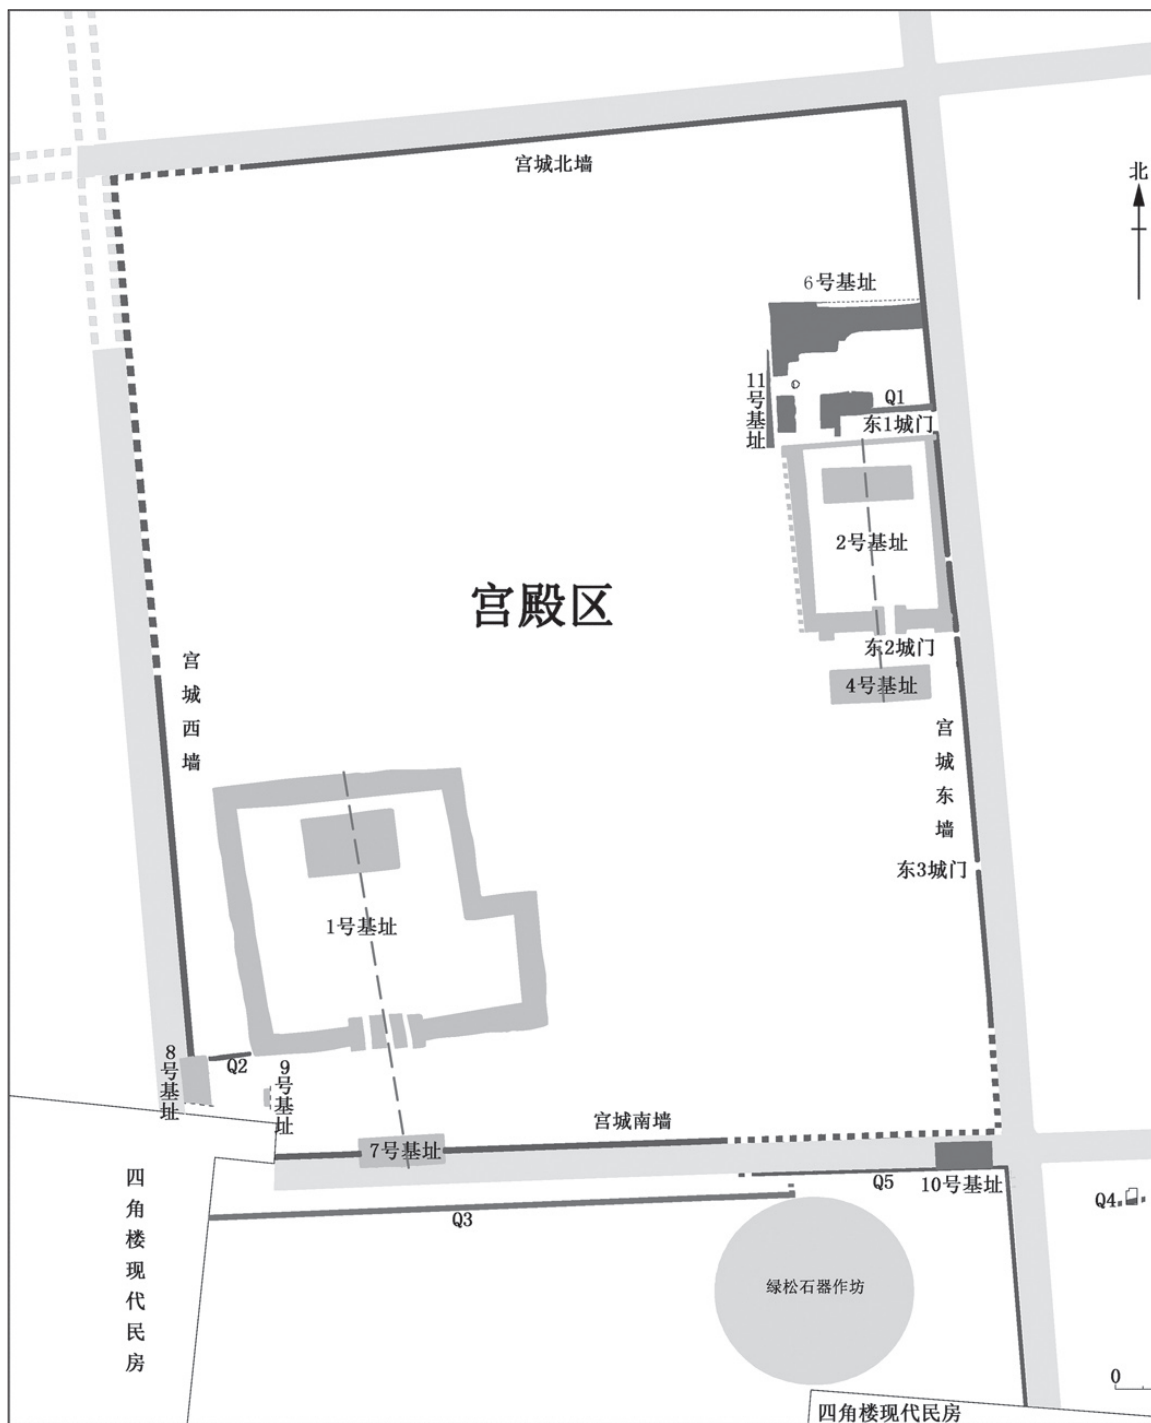 宫城北墙
北
6号基址
11号基址
Q1
东1城门
2号基址
宫殿区
东2城门
4号基址
宫城西墙
宫城东墙
东3城门
1号基址
8号基址
Q2
9号基址
宫城南墙
7号基址
Q5
10号基址
Q4
Q3
四角楼现代民房
绿松石器作坊
0
四角楼现代民房